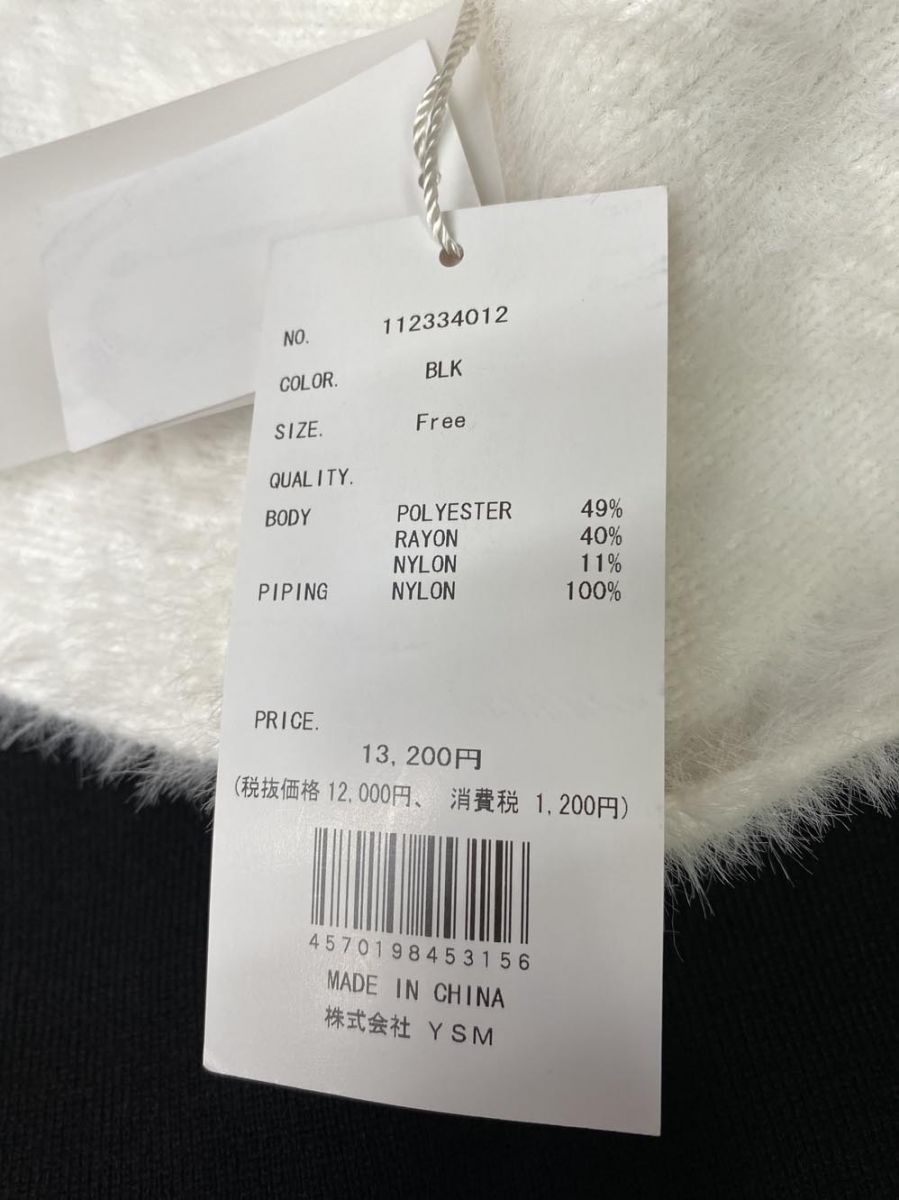 NO. 112334012
COLOR. BLK
SIZE. Free
QUALITY.
BODY POLYESTER 49%
RAYON 40%
NYLON 11%
PIPING NYLON 100%
PRICE.
13,200円
(税抜価格 12,000円、 消費税 1,200円)
4570198453156
MADE IN CHINA
株式会社 YSM